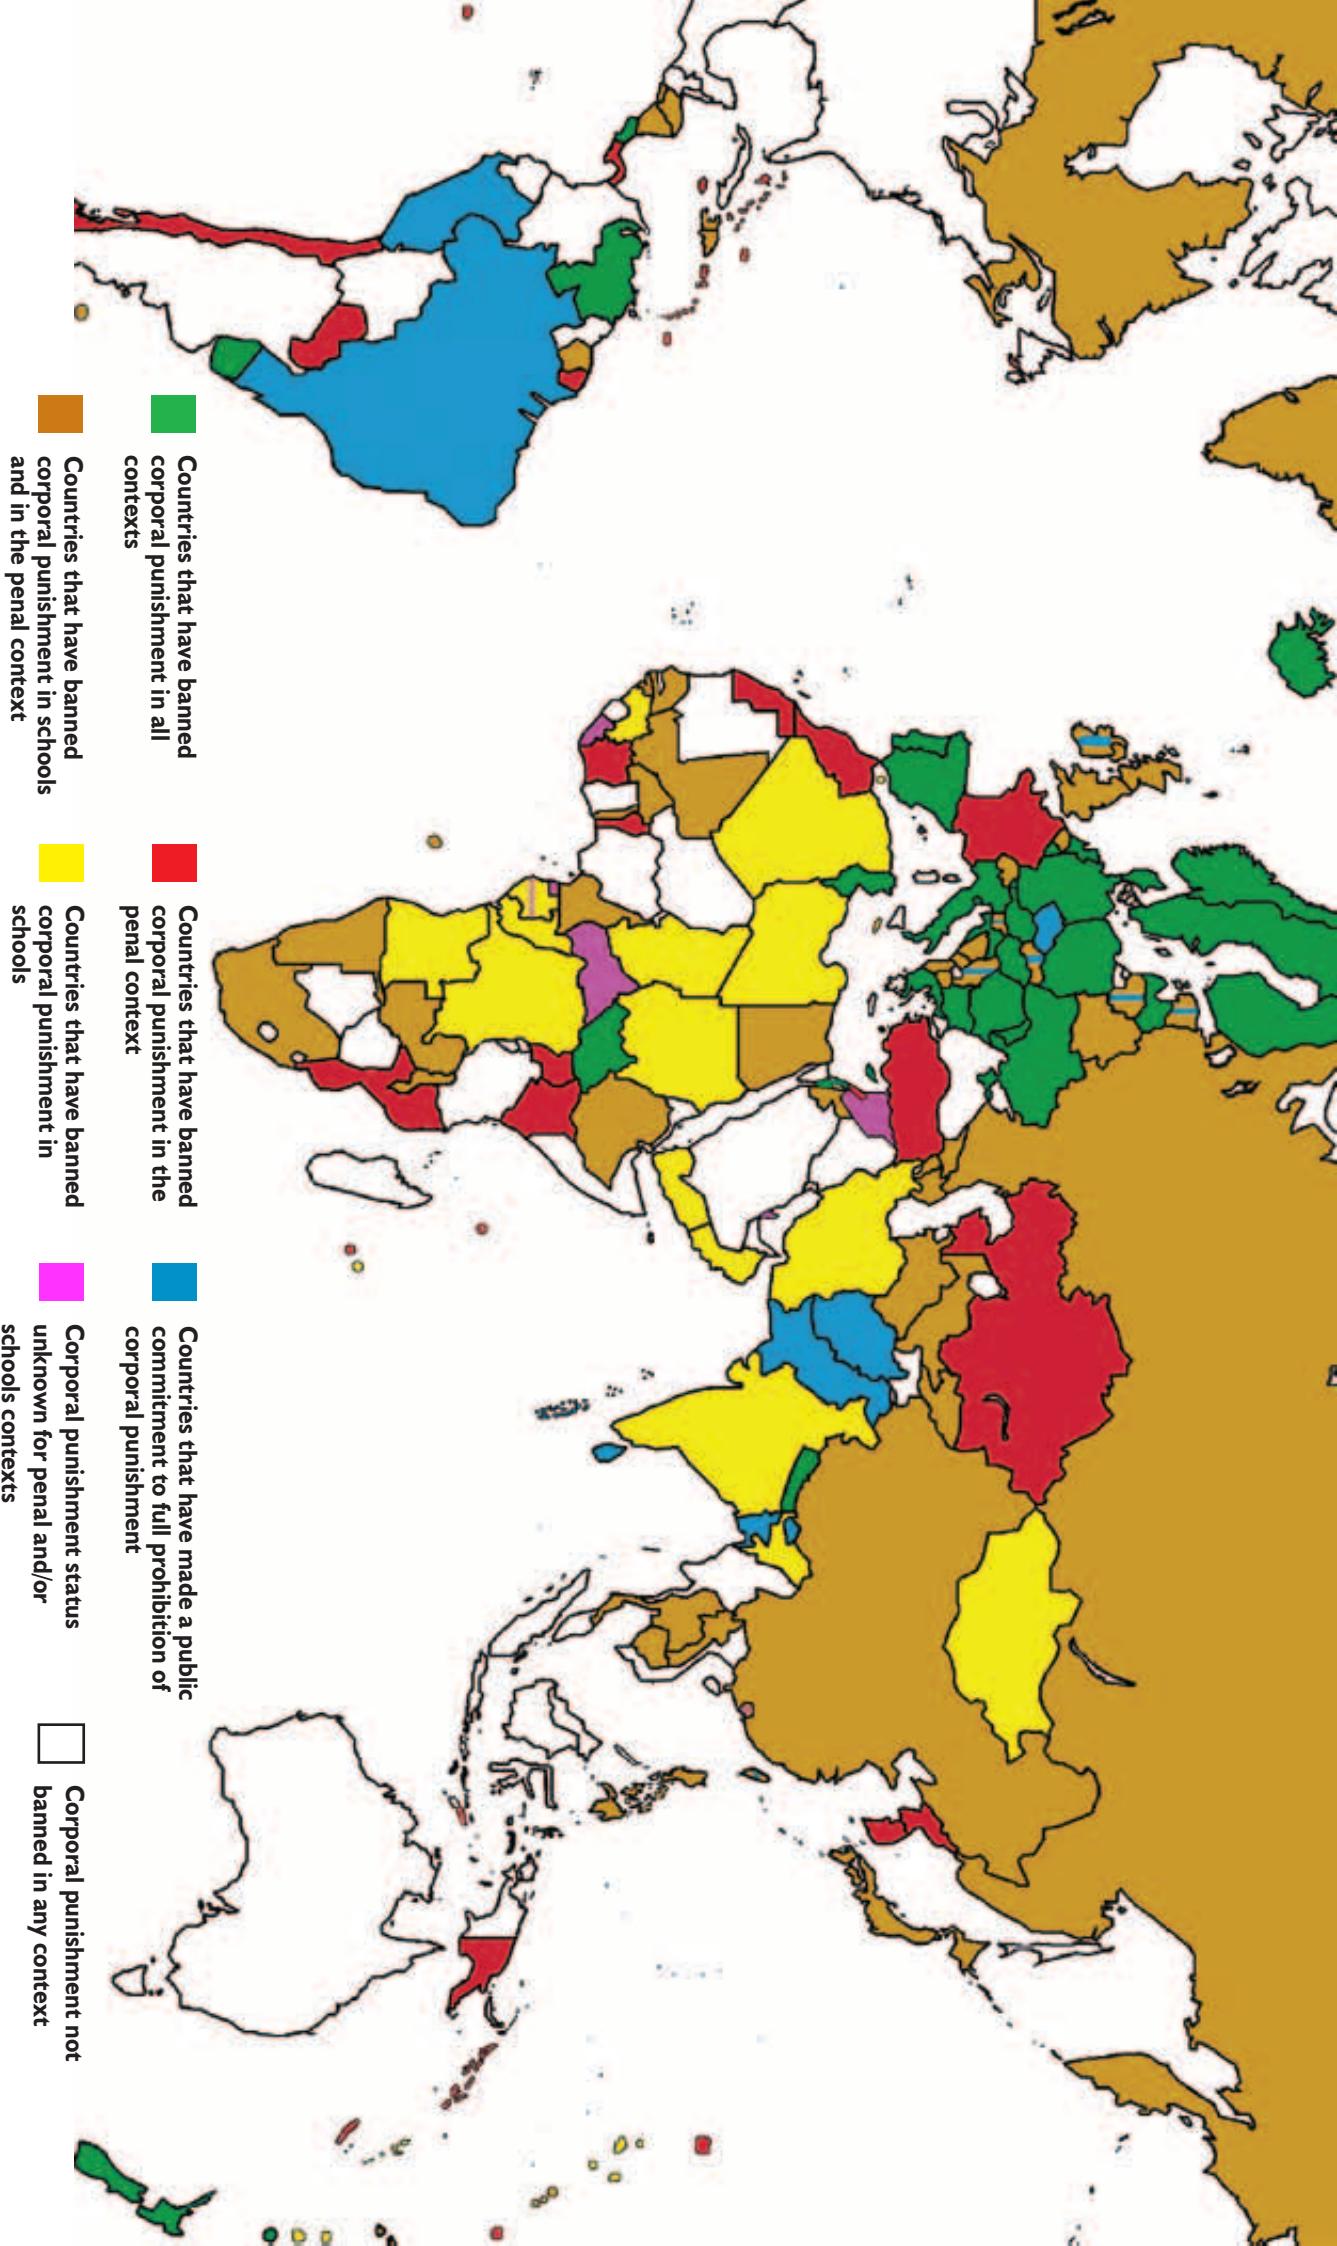 Countries that have banned
corporal punishment in all
contexts
Countries that have banned
corporal punishment in schools
and in the penal context
Countries that have banned
corporal punishment in the
penal context
Countries that have banned
corporal punishment in
schools
Countries that have made a public
commitment to full prohibition of
corporal punishment
Corporal punishment status
unknown for penal and/or
schools contexts
Corporal punishment not
banned in any context